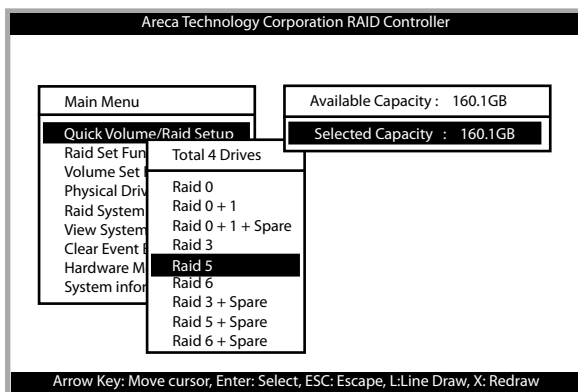 Areca Technology Corporation RAID Controller
Main Menu
Quick Volume/Raid Setup
Raid Set Fun
Volume Set
Physical Driv
Raid System
View System
Clear Event
Hardware M
System infor
Total 4 Drives
Raid 0
Raid 0 + 1
Raid 0 + 1 + Spare
Raid 3
Raid 5
Raid 6
Raid 3 + Spare
Raid 5 + Spare
Raid 6 + Spare
Available Capacity : 160.1GB
Selected Capacity : 160.1GB
Arrow Key: Move cursor, Enter: Select, ESC: Escape, L:Line Draw, X: Redraw